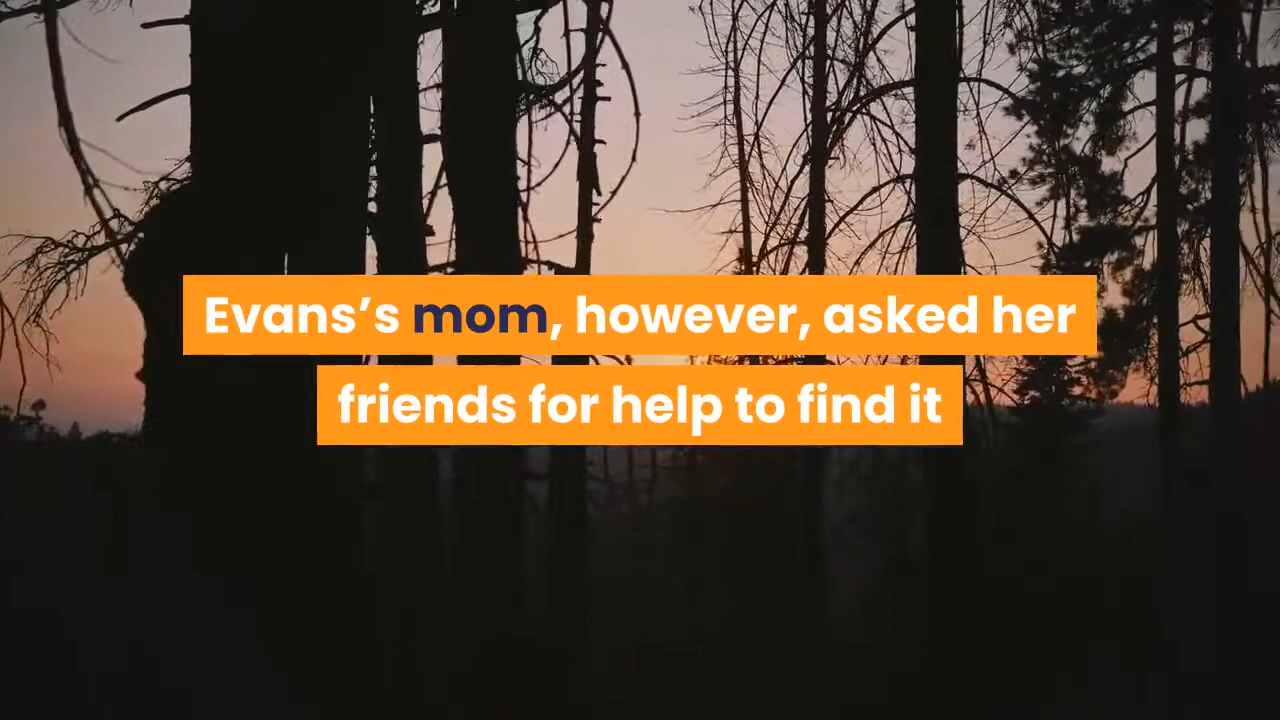 Evans’s mom, however, asked her
friends for help to find it